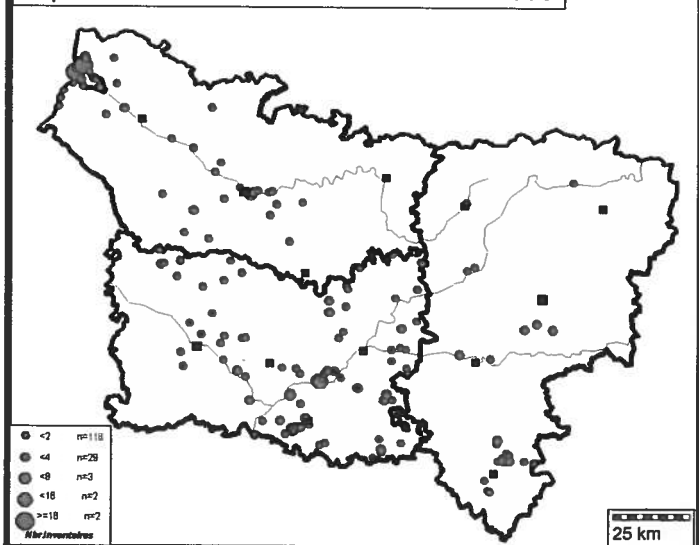 <2 n=118
<4 n=29
<8 n=3
<16 n=2
>=16 n=2
Nbr.Inventaires
25 km